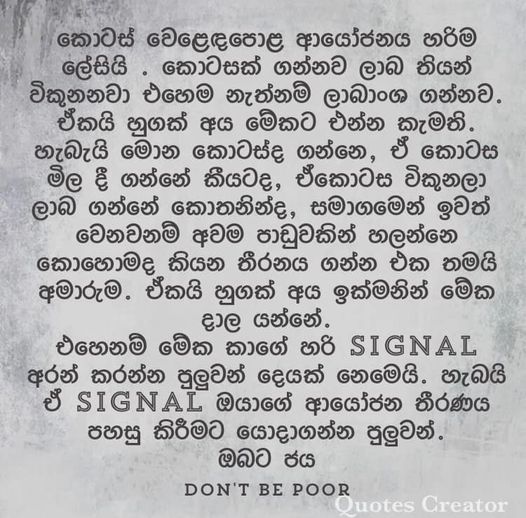 කොටස් වෙළෙඳපොළ ආයෝජනය හරිම
ලේසියි . කොටසක් ගන්නව ලාබ තියන්
විකුනනවා එහෙම නැත්නම් ලාබාංශ ගන්නව.
ඒකයි හුගක් අය මේකට එන්න කැමති.
හැබැයි මොන කොටස්ද ගන්නෙ, ඒ කොටස
මිල දී ගන්නේ කීයටද, ඒකොටස විකුනලා
ලාබ ගන්නේ කොතනින්ද, සමාගමෙන් ඉවත්
වෙනවනම් අවම පාඩුවකින් හලන්නෙ
කොහොමද කියන තීරනය ගන්න එක තමයි
අමාරුම. ඒකයි හුගක් අය ඉක්මනින් මේක
දාල යන්නේ.
එහෙනම් මේක කාගේ හරි SIGNAL
අරන් කරන්න පුලුවන් දෙයක් නෙමෙයි. හැබයි
ඒ SIGNAL ඔයාගේ ආයෝජන තීරණය
පහසු කිරීමට යොදාගන්න පුලුවන්.
ඔබට ජය
DON'T BE POOR
Quotes Creator